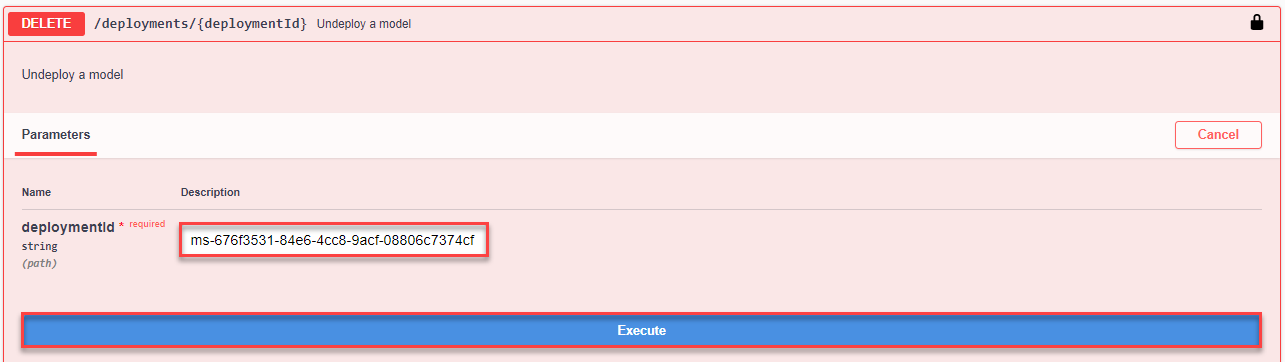 DELETE /deployments/{deploymentId} Undeploy a model
Undeploy a model
Parameters Cancel
Name Description
deploymentId * required
string
(path)
ms-676f3531-84e6-4cc8-9acf-08806c7374cf
Execute